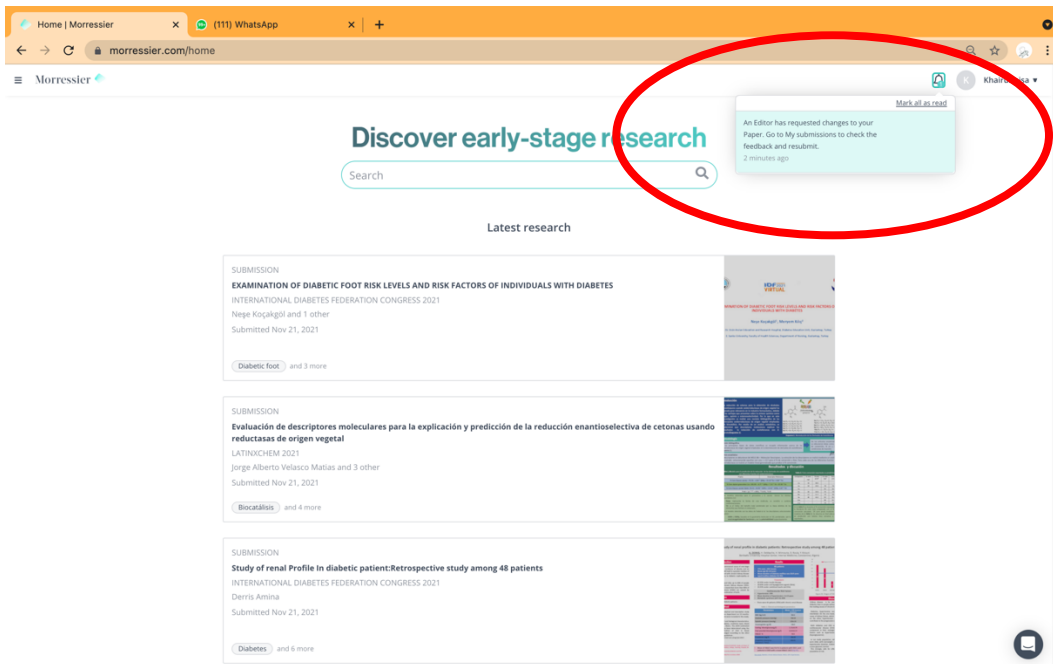 Home | Morressier
(111) WhatsApp
morressier.com/home
Morressier
K
Mark all as read
An Editor has requested changes to your
Paper. Go to My submissions to check the
feedback and resubmit.
2 minutes ago
Discover early-stage research
Search
Latest research
SUBMISSION
EXAMINATION OF DIABETIC FOOT RISK LEVELS AND RISK FACTORS OF INDIVIDUALS WITH DIABETES
INTERNATIONAL DIABETES FEDERATION CONGRESS 2021
Neşe Koçakgöl and 1 other
Submitted Nov 21, 2021
Diabetic foot and 3 more
SUBMISSION
Evaluación de descriptores moleculares para la explicación y predicción de la reducción enantioselectiva de cetonas usando
reductasas de origen vegetal
LATINXCHEM 2021
Jorge Alberto Velasco Matias and 3 other
Submitted Nov 21, 2021
Biocatálisis and 4 more
SUBMISSION
Study of renal Profile In diabetic patient:Retrospective study among 48 patients
INTERNATIONAL DIABETES FEDERATION CONGRESS 2021
Derris Amina
Submitted Nov 21, 2021
Diabetes and 6 more